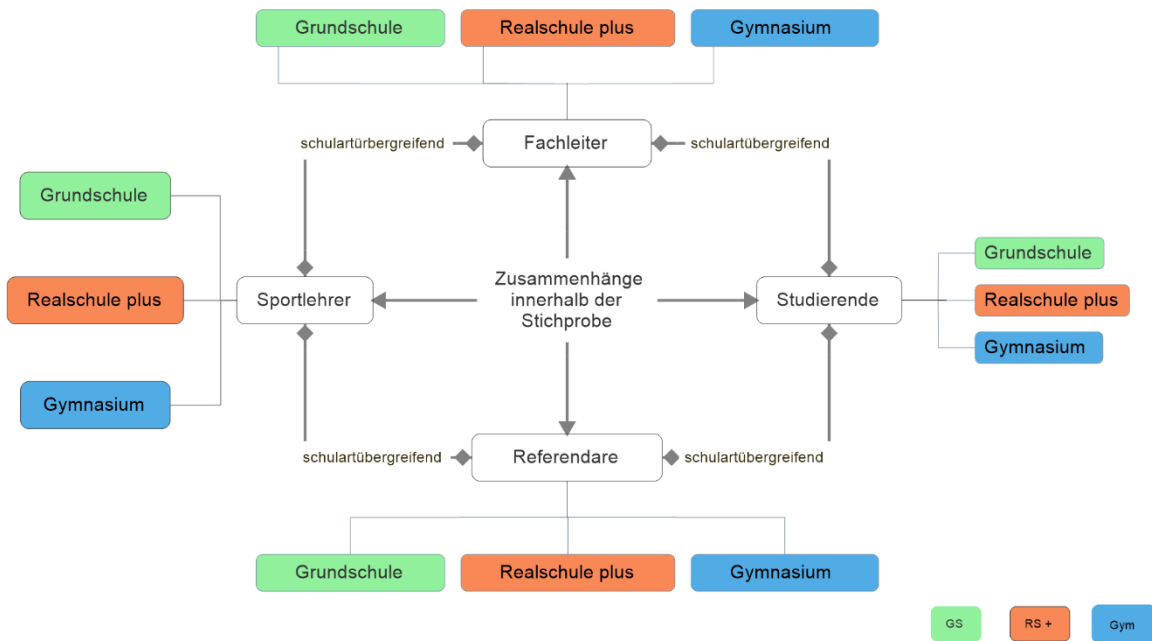 Grundschule
Realschule plus
Gymnasium
schulartürbergreifend
Fachleiter
schulartübergreifend
Grundschule
Realschule plus
Gymnasium
Sportlehrer
Zusammenhänge
innerhalb der
Stichprobe
Studierende
Grundschule
Realschule plus
Gymnasium
schulartübergreifend
Referendare
schulartübergreifend
Grundschule
Realschule plus
Gymnasium
GS
RS +
Gym